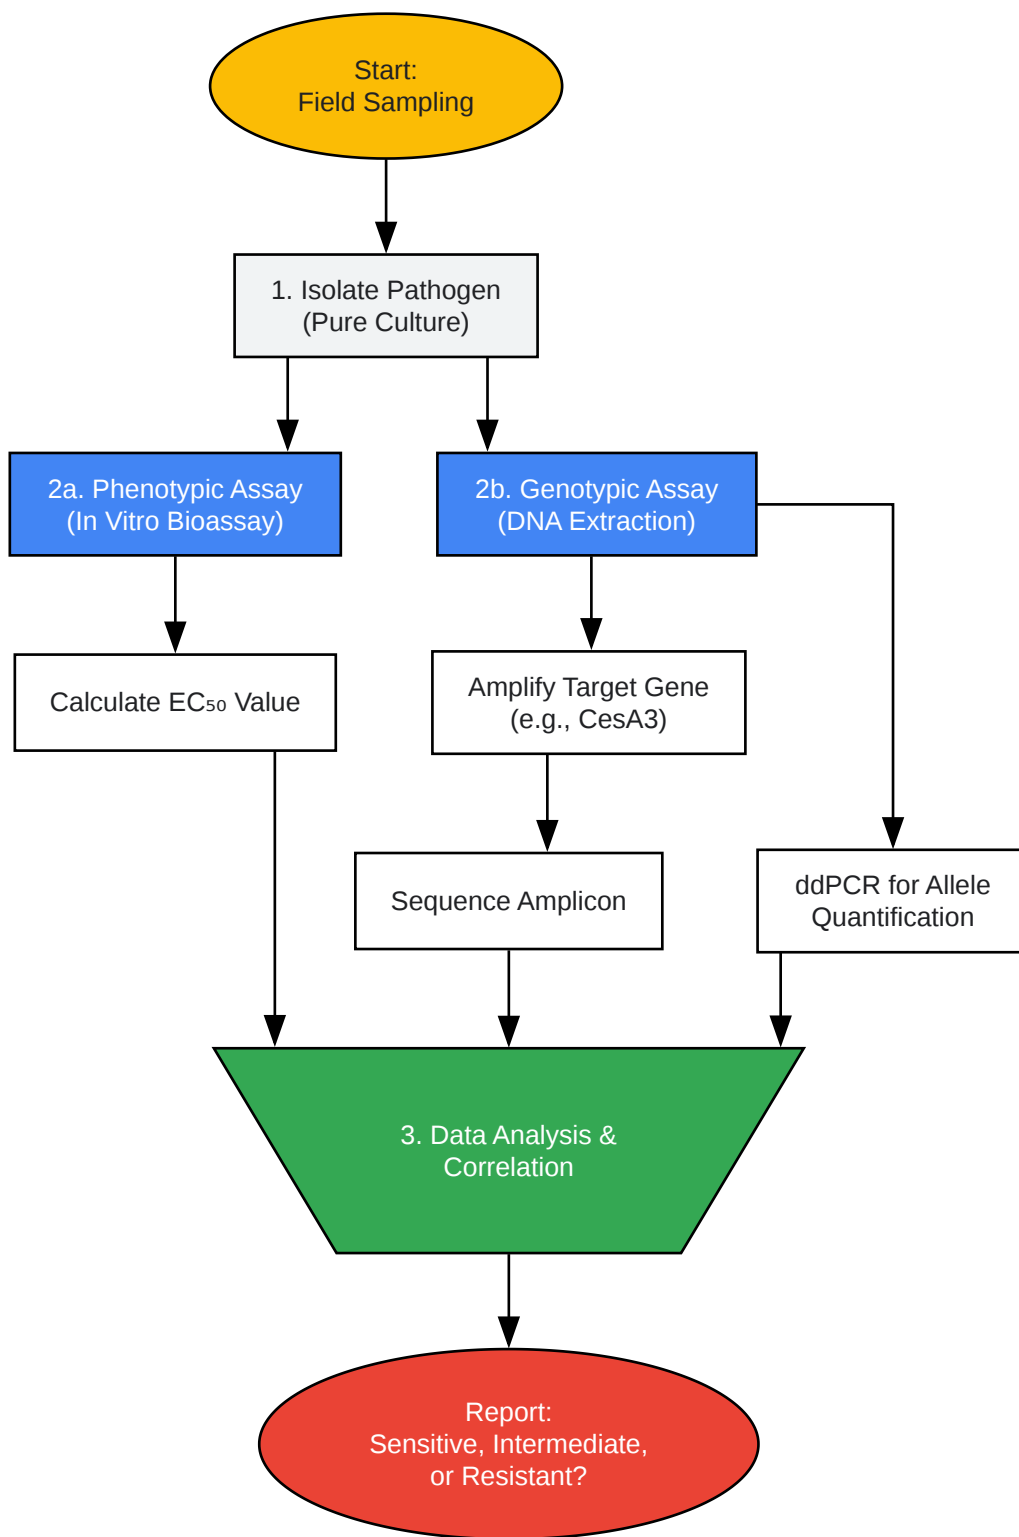 Start:
Field Sampling
1. Isolate Pathogen
(Pure Culture)
2a. Phenotypic Assay
(In Vitro Bioassay)
2b. Genotypic Assay
(DNA Extraction)
Calculate EC₅₀ Value
Amplify Target Gene
(e.g., CesA3)
Sequence Amplicon
ddPCR for Allele
Quantification
3. Data Analysis &
Correlation
Report:
Sensitive, Intermediate,
or Resistant?